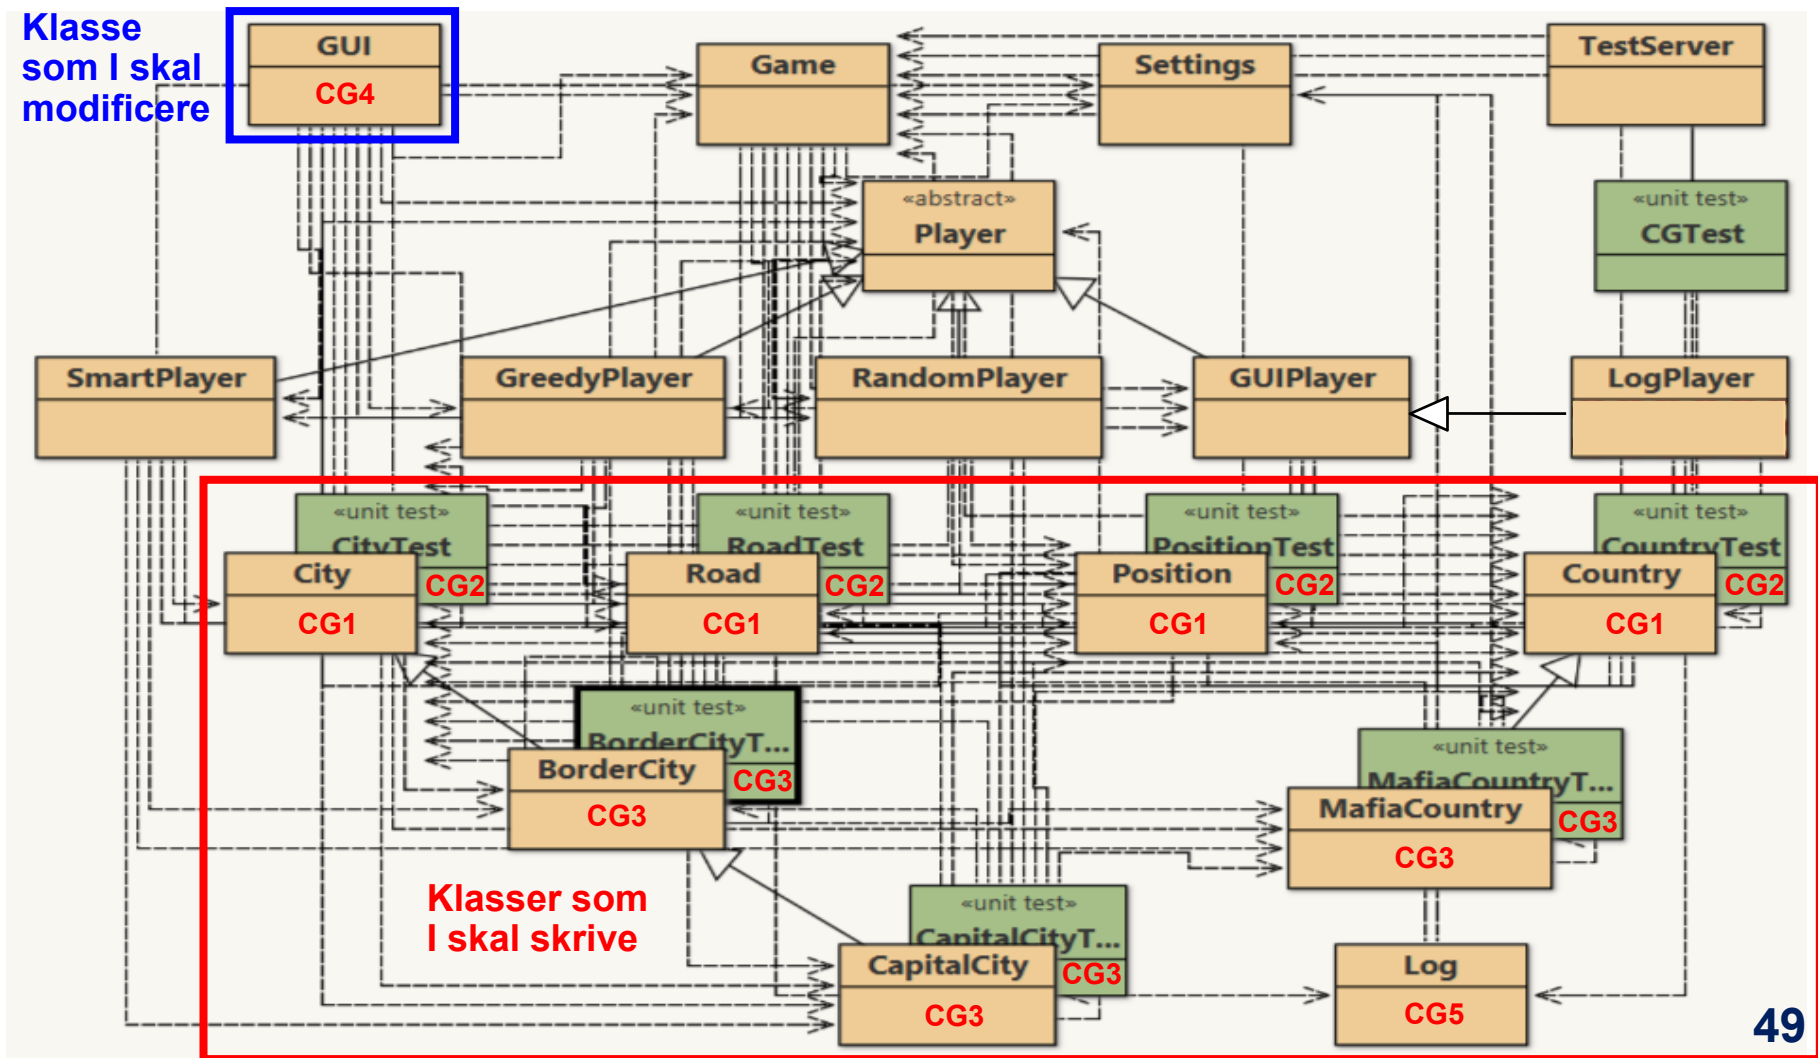 Klasse
som I skal
modificere
GUI
CG4
Game
Settings
TestServer
«abstract»
Player
«unit test»
CGTest
SmartPlayer
GreedyPlayer
RandomPlayer
GUIPlayer
LogPlayer
«unit test»
CityTest
CG2
City
CG1
«unit test»
RoadTest
CG2
Road
CG1
«unit test»
PositionTest
CG2
Position
CG1
«unit test»
CountryTest
CG2
Country
CG1
«unit test»
BorderCityT...
CG3
BorderCity
CG3
«unit test»
MafiaCountryT...
CG3
MafiaCountry
CG3
Klasser som
I skal skrive
«unit test»
CapitalCityT...
CG3
CapitalCity
CG3
Log
CG5
49